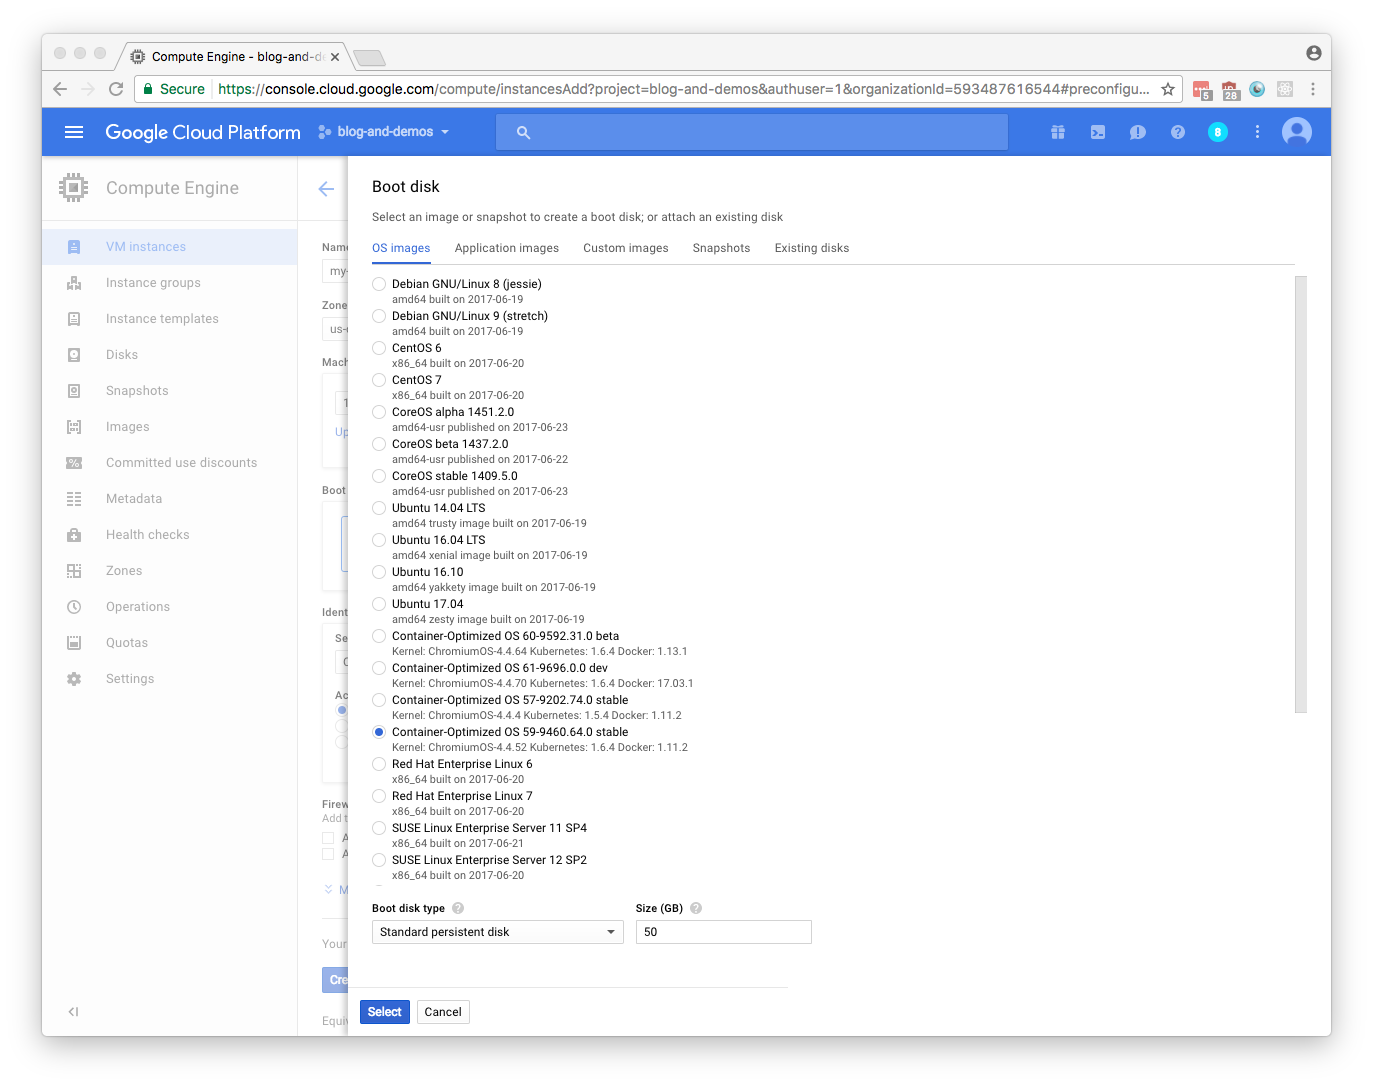 Compute Engine - blog-and-d
Secure https://console.cloud.google.com/compute/instancesAdd?project=blog-and-demos&authuser=1&organizationId=593487616544#preconfigu...
5
28
Google Cloud Platform
blog-and-demos
8
Compute Engine
VM instances
Instance groups
Instance templates
Disks
Snapshots
Images
Committed use discounts
Metadata
Health checks
Zones
Operations
Quotas
Settings
Name
my-
Zone
us-
Mach
1
Up
Boot
Ident
Se
Ac
Firew
Add t
A
A
M
Your
Cre
Equiv
Boot disk
Select an image or snapshot to create a boot disk; or attach an existing disk
OS images Application images Custom images Snapshots Existing disks
Debian GNU/Linux 8 (jessie)
amd64 built on 2017-06-19
Debian GNU/Linux 9 (stretch)
amd64 built on 2017-06-19
CentOS 6
x86_64 built on 2017-06-20
CentOS 7
x86_64 built on 2017-06-20
CoreOS alpha 1451.2.0
amd64-usr published on 2017-06-23
CoreOS beta 1437.2.0
amd64-usr published on 2017-06-22
CoreOS stable 1409.5.0
amd64-usr published on 2017-06-23
Ubuntu 14.04 LTS
amd64 trusty image built on 2017-06-19
Ubuntu 16.04 LTS
amd64 xenial image built on 2017-06-19
Ubuntu 16.10
amd64 yakkety image built on 2017-06-19
Ubuntu 17.04
amd64 zesty image built on 2017-06-19
Container-Optimized OS 60-9592.31.0 beta
Kernel: ChromiumOS-4.4.64 Kubernetes: 1.6.4 Docker: 1.13.1
Container-Optimized OS 61-9696.0.0 dev
Kernel: ChromiumOS-4.4.70 Kubernetes: 1.6.4 Docker: 17.03.1
Container-Optimized OS 57-9202.74.0 stable
Kernel: ChromiumOS-4.4.4 Kubernetes: 1.5.4 Docker: 1.11.2
Container-Optimized OS 59-9460.64.0 stable
Kernel: ChromiumOS-4.4.52 Kubernetes: 1.6.4 Docker: 1.11.2
Red Hat Enterprise Linux 6
x86_64 built on 2017-06-20
Red Hat Enterprise Linux 7
x86_64 built on 2017-06-20
SUSE Linux Enterprise Server 11 SP4
x86_64 built on 2017-06-21
SUSE Linux Enterprise Server 12 SP2
x86_64 built on 2017-06-20
Boot disk type Size (GB)
Standard persistent disk 50
Select Cancel